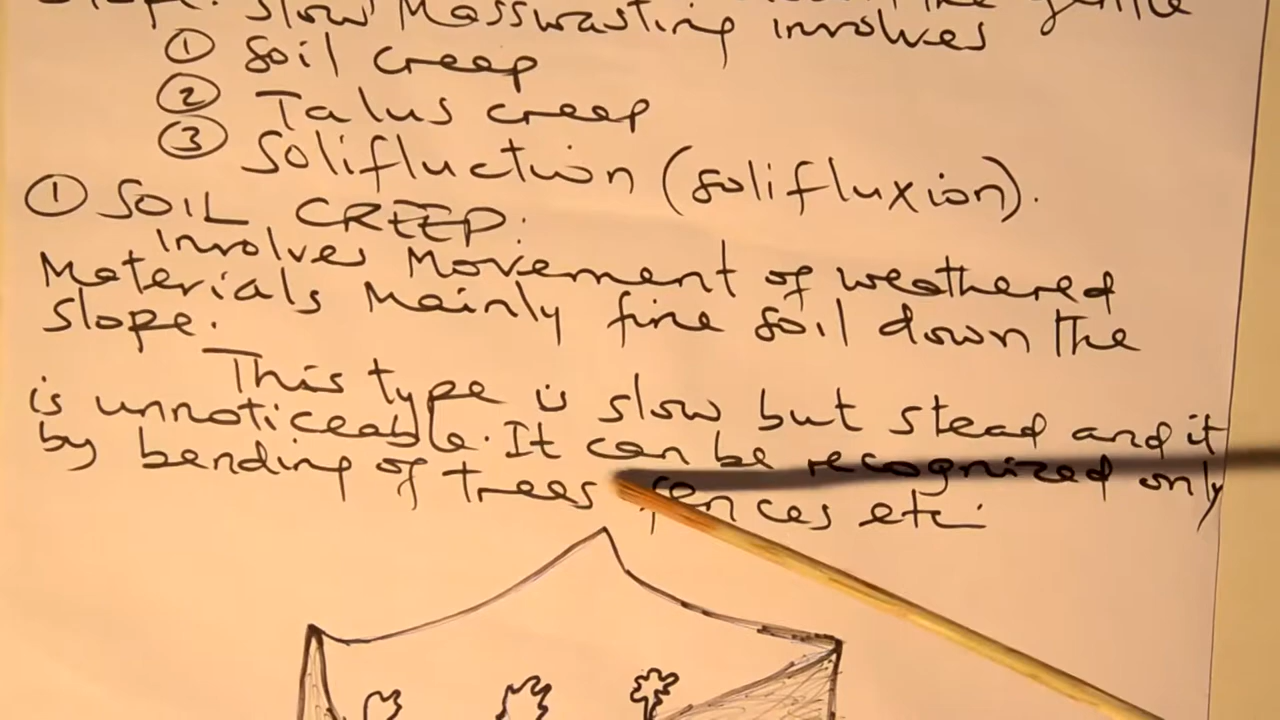 slope. Slow Masswasting involves
① Soil creep
② Talus creep
③ Solifluction (solifluxion).
① SOIL CREEP:
involves Movement of weathered
Materials Mainly fine soil down the
slope.
This type is slow but stead and it
is unnoticeable. It can be recognized only
by bending of trees fences etc.